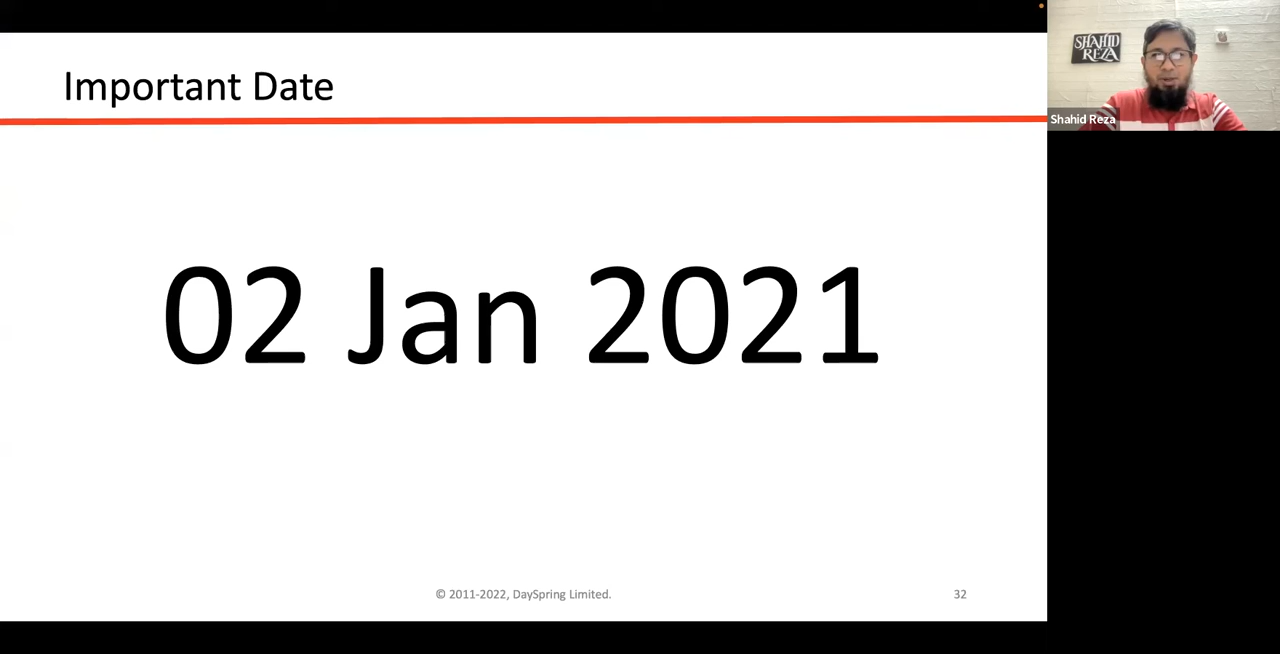 Important Date
02 Jan 2021
© 2011-2022, DaySpring Limited.
32
SHAHID
REZA
Shahid Reza